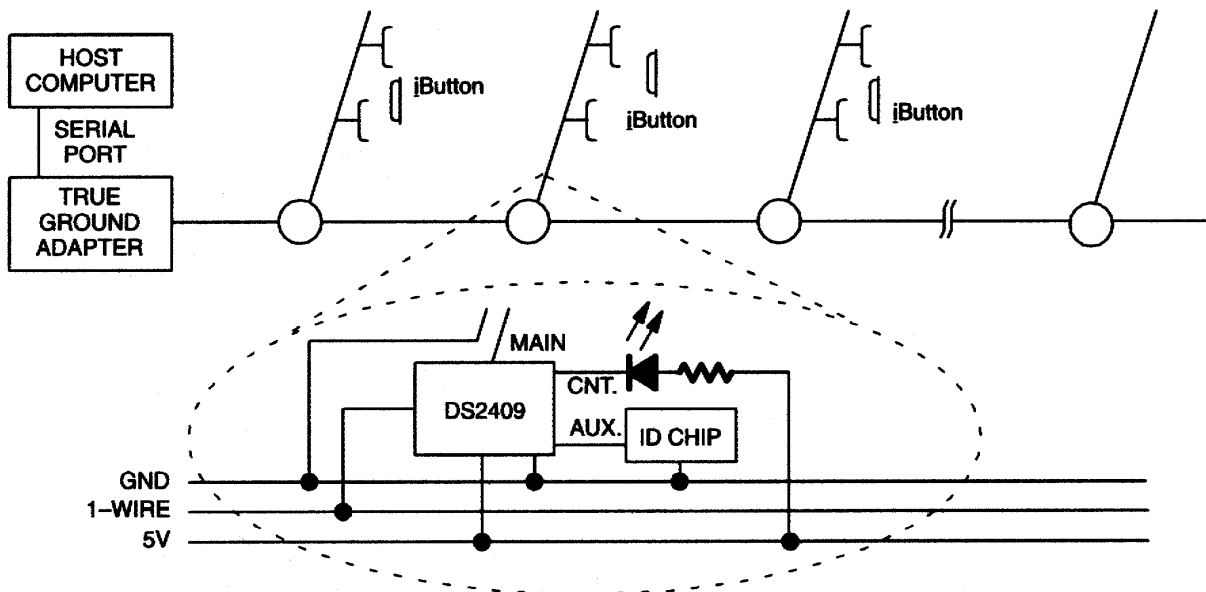 HOST
COMPUTER
SERIAL
PORT
TRUE
GROUND
ADAPTER
iButton
iButton
iButton
MAIN
CNT.
DS2409
AUX.
ID CHIP
GND
1–WIRE
5V